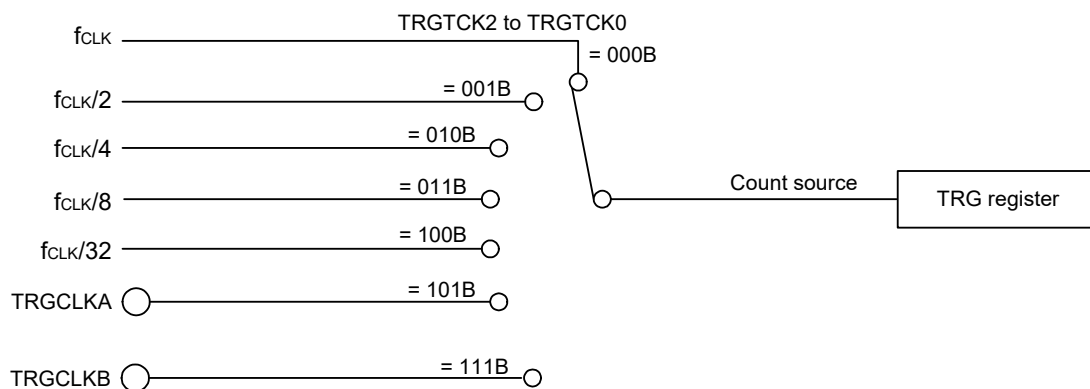 TRGTCK2 to TRGTCK0
fCLK
= 000B
fCLK/2
= 001B
fCLK/4
= 010B
fCLK/8
= 011B
Count source
TRG register
fCLK/32
= 100B
TRGCLKA
= 101B
TRGCLKB
= 111B